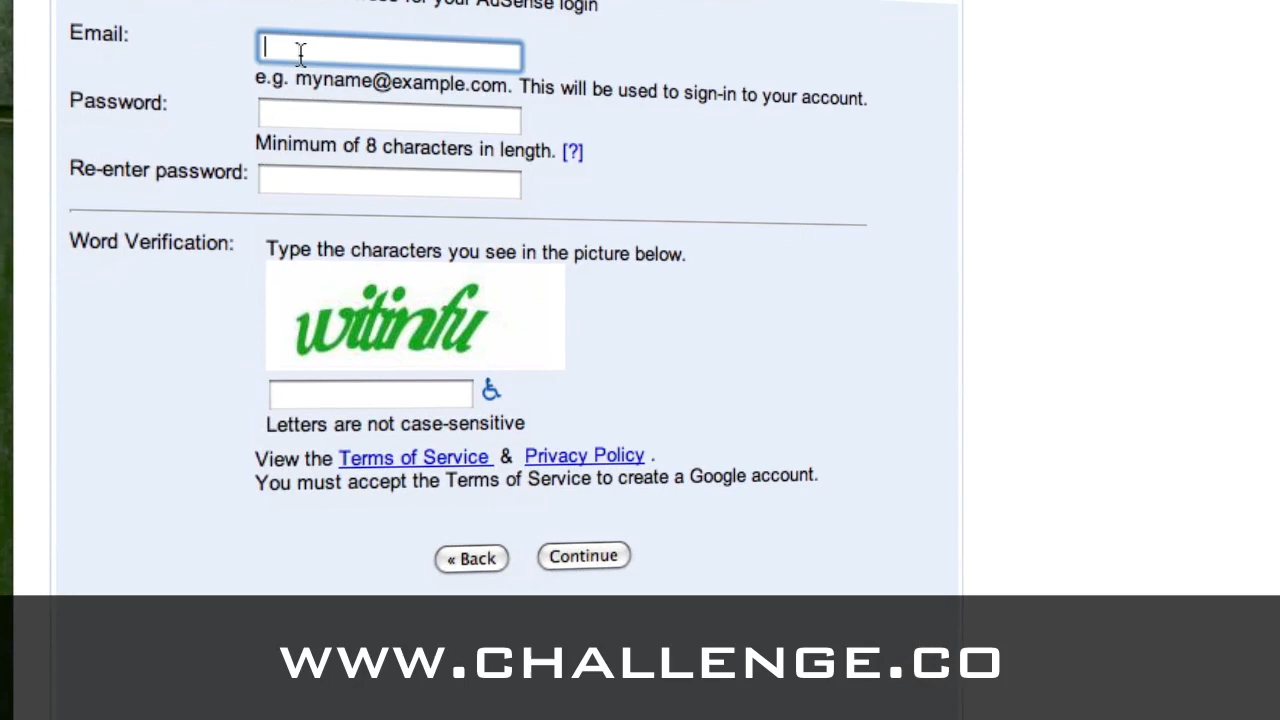 for your AdSense login
Email:
e.g. myname@example.com. This will be used to sign-in to your account.
Password:
Minimum of 8 characters in length. [?]
Re-enter password:
Word Verification:
Type the characters you see in the picture below.
witinfu
Letters are not case-sensitive
View the Terms of Service & Privacy Policy .
You must accept the Terms of Service to create a Google account.
« Back
Continue
WWW.CHALLENGE.CO